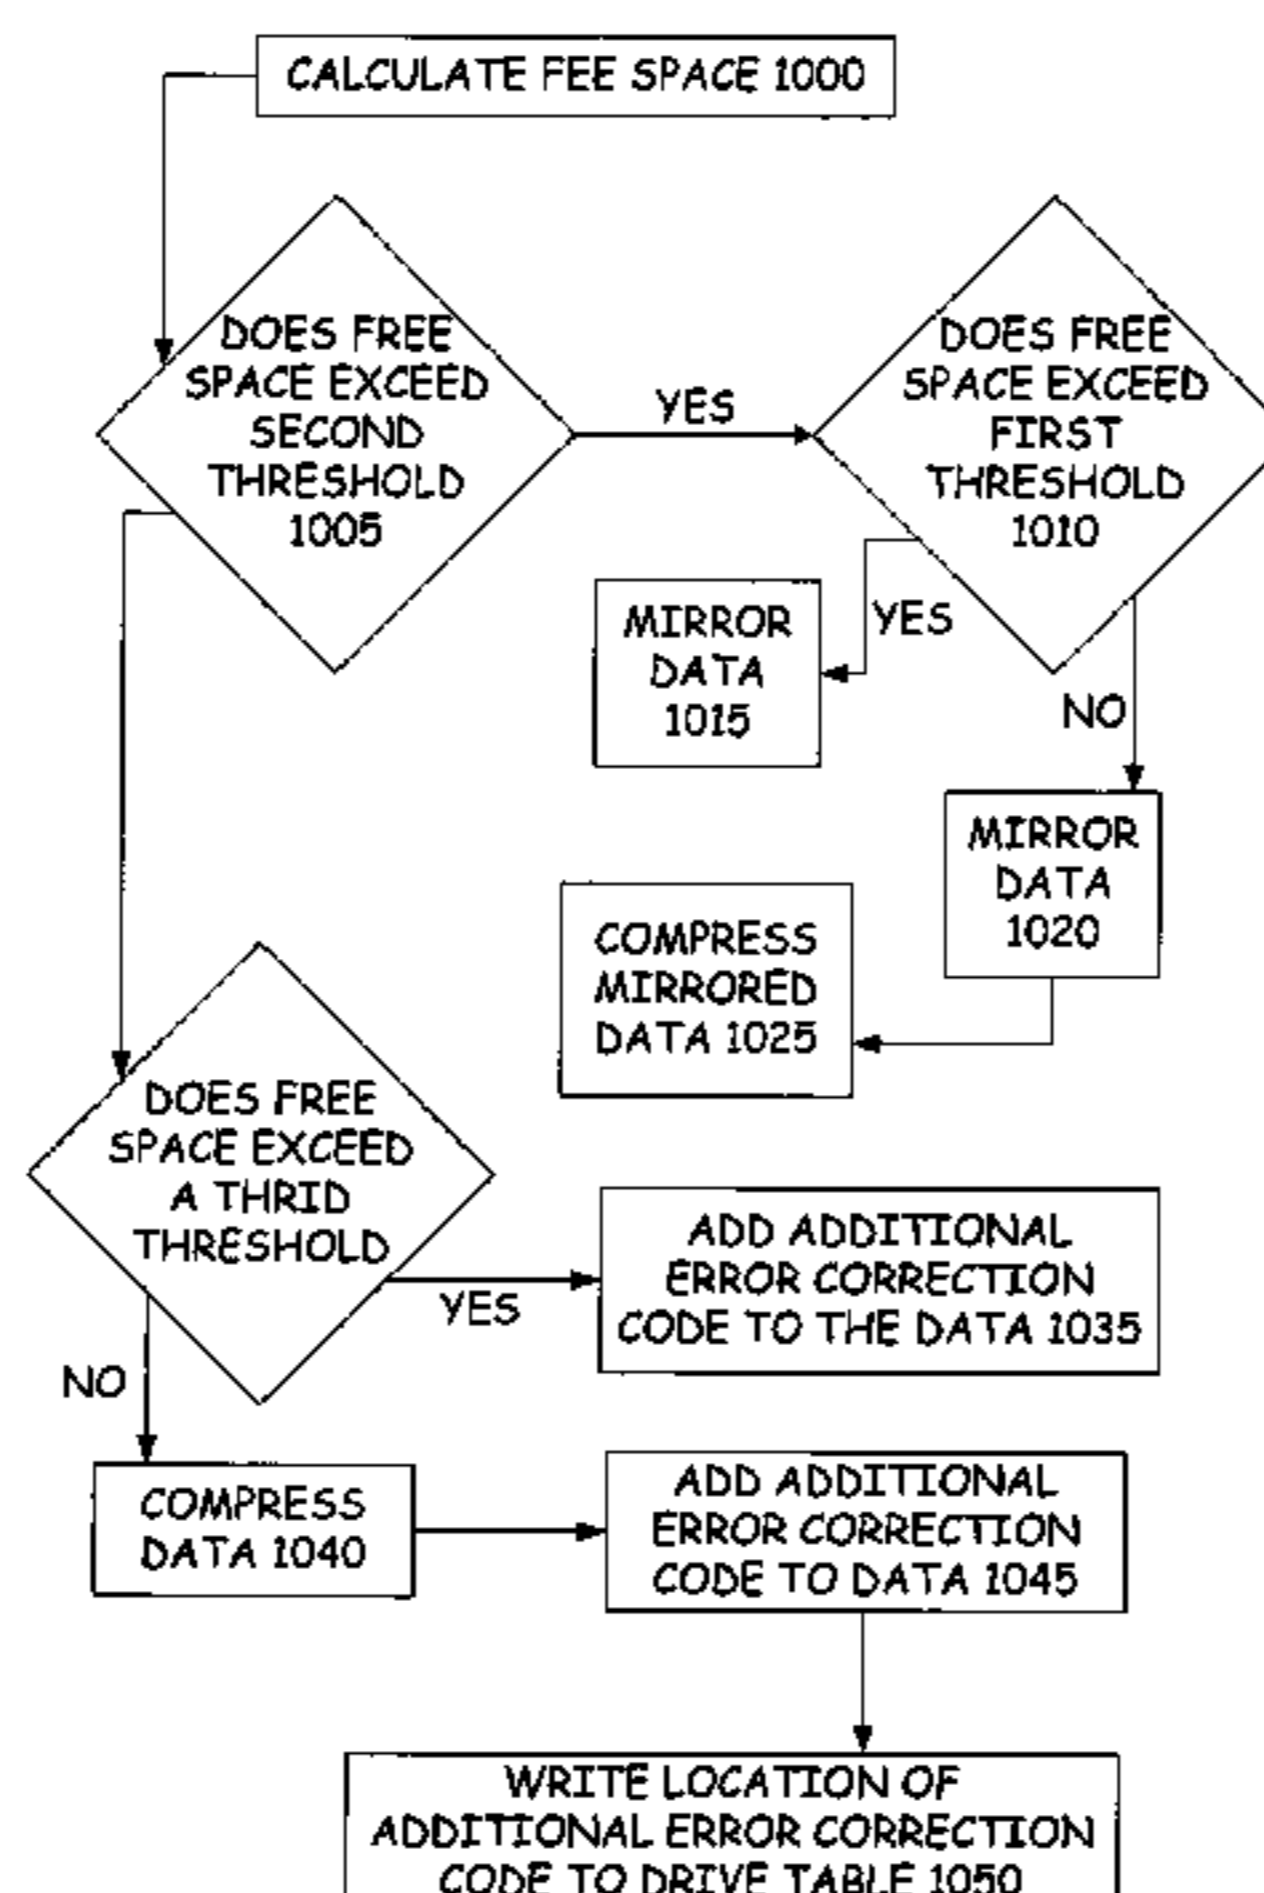 CALCULATE FEE SPACE 1000
DOES FREE
SPACE EXCEED
SECOND
THRESHOLD
1005
YES
DOES FREE
SPACE EXCEED
FIRST
THRESHOLD
1010
YES
MIRROR
DATA
1015
NO
MIRROR
DATA
1020
COMPRESS
MIRRORED
DATA 1025
DOES FREE
SPACE EXCEED
A THRID
THRESHOLD
YES
ADD ADDITIONAL
ERROR CORRECTION
CODE TO THE DATA 1035
NO
COMPRESS
DATA 1040
ADD ADDITIONAL
ERROR CORRECTION
CODE TO DATA 1045
WRITE LOCATION OF
ADDITIONAL ERROR CORRECTION
CODE TO DRIVE TABLE 1050